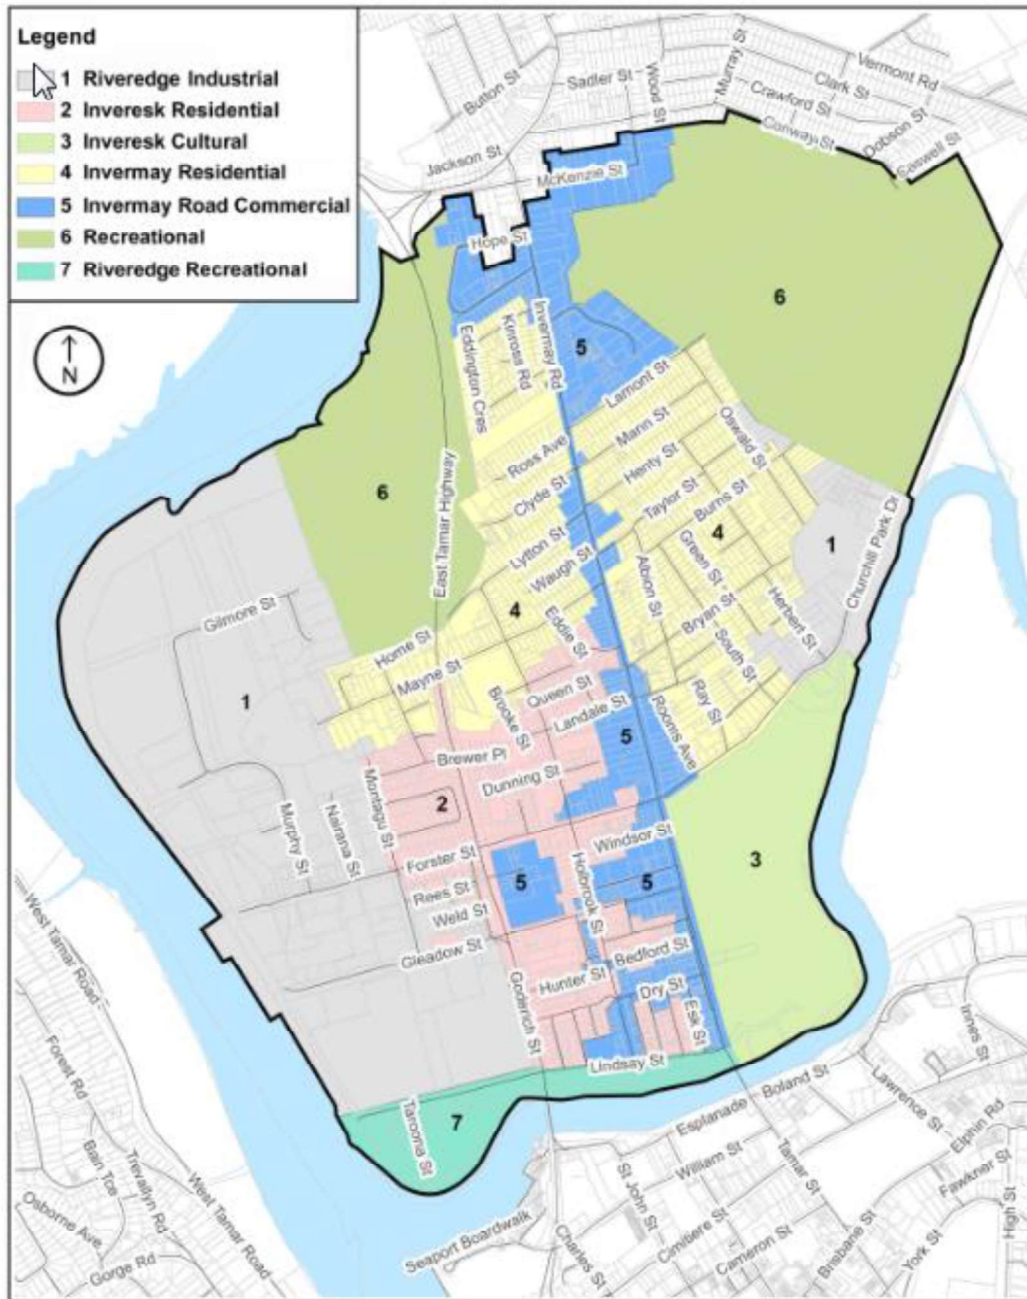 Legend
1 Riveredge Industrial
2 Inveresk Residential
3 Inveresk Cultural
4 Invermay Residential
5 Invermay Road Commercial
6 Recreational
7 Riveredge Recreational
N
Button St
Sadler St
Wood St
Murray St
Vermont Rd
Clark St
Crawford St
Conway St
Dobson St
Caswell St
Jackson St
McKenzie St
Hope St
Invermay Rd
Kinross Rd
Eddington Cres
6
5
Lamont St
Mann St
Oswald St
Ross Ave
Henty St
Clyde St
East Tamar Highway
6
Taylor St
Burns St
4
1
Churchill Park Dr
Lytton St
Waugh St
Green St
Albion St
Gilmore St
4
Eddie St
Bryan St
Herbert St
South St
Home St
Mayne St
1
Queen St
Ray St
Brooke St
Landale St
Rooms Ave
5
Brewer Pl
Dunning St
2
Montagu St
Nairana St
Murphy St
Forster St
Windsor St
3
Rees St
5
Holbrook St
5
Weld St
Gleadow St
Bedford St
Hunter St
Dry St
Esk St
Goderich St
Lindsay St
7
Taroona St
West Tamar Road
Forest Rd
Bain Tce
Trevallyn Rd
West Tamar Road
Osborne Ave
Gorge Rd
Esplanade
Boland St
Lawrence St
Innes St
Elphin Rd
William St
Tamar St
Fawkner St
High St
St John St
Cimitiere St
Cameron St
Brisbane St
York St
Seaport Boardwalk
Charles St